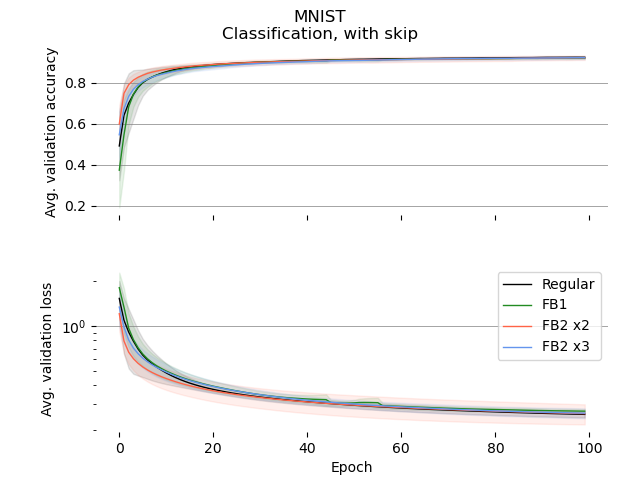 MNIST
Classification, with skip
Avg. validation accuracy
0.8
0.6
0.4
0.2
Avg. validation loss
10^0
Regular
FB1
FB2 x2
FB2 x3
0 20 40 60 80 100
Epoch